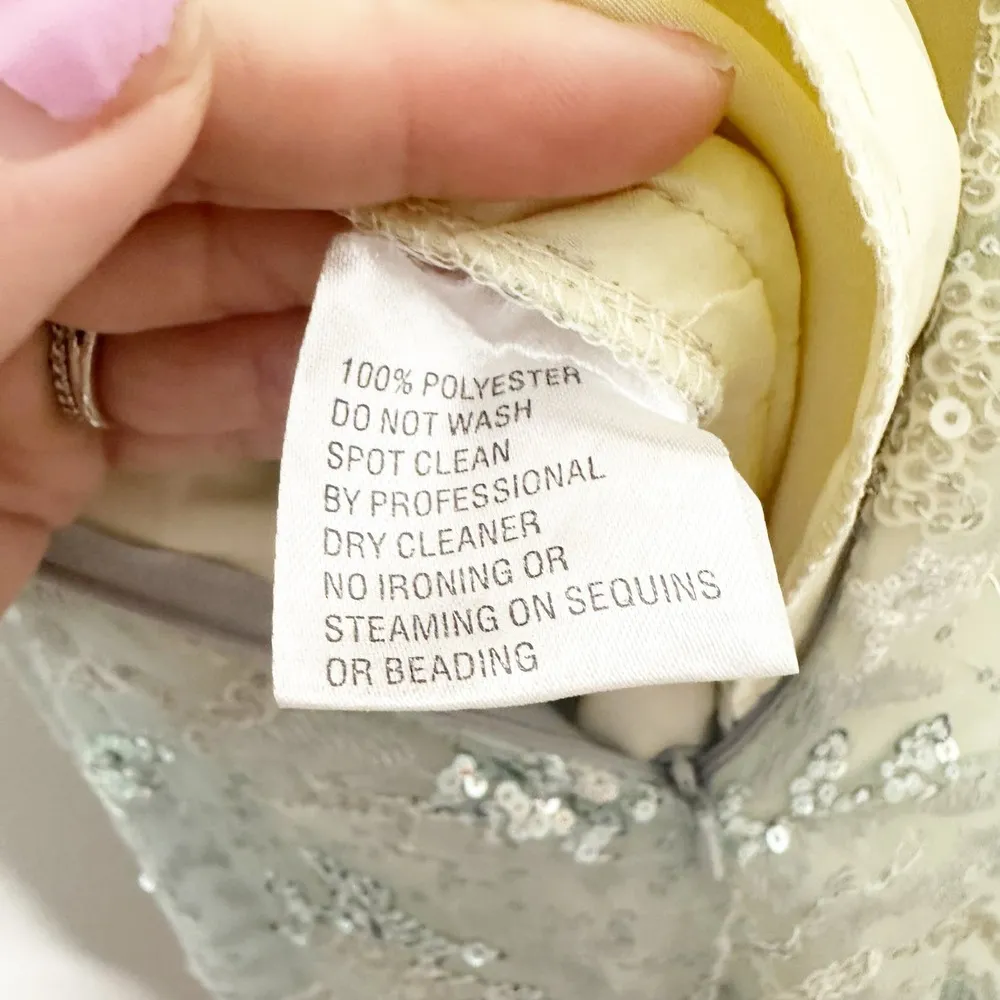 100% POLYESTER
DO NOT WASH
SPOT CLEAN
BY PROFESSIONAL
DRY CLEANER
NO IRONING OR
STEAMING ON SEQUINS
OR BEADING